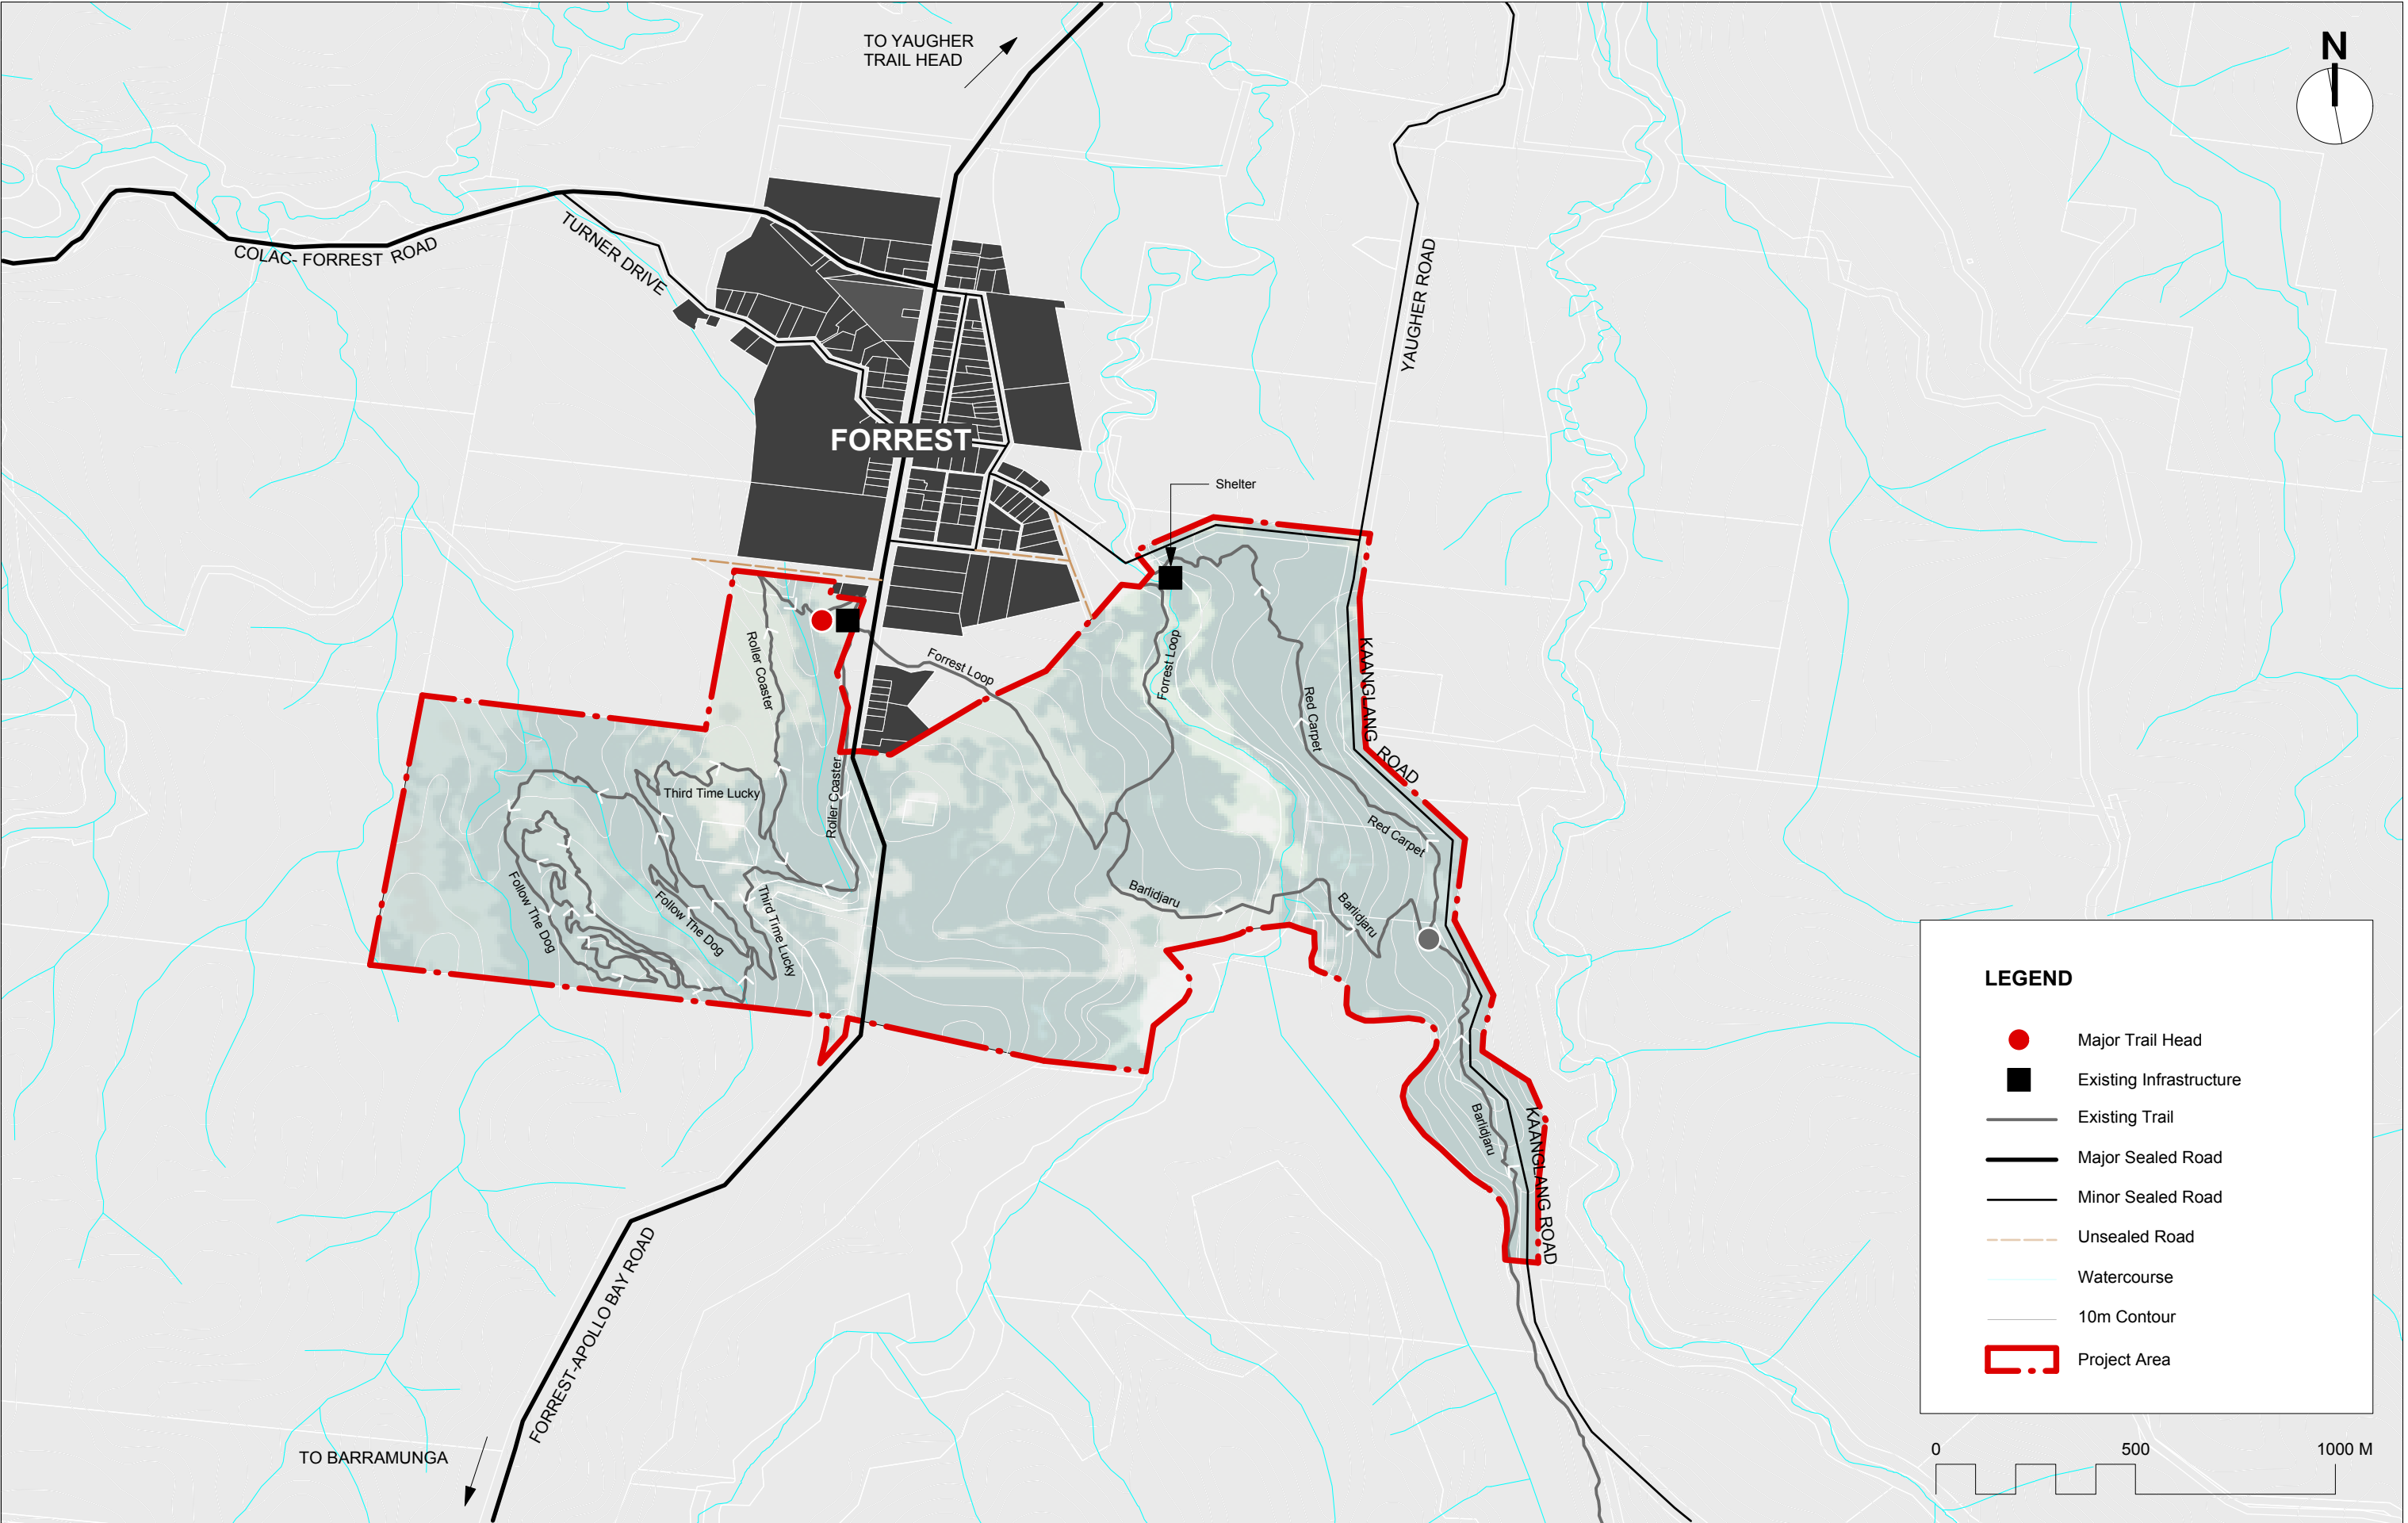 TO YAUGHER
TRAIL HEAD
N
COLAC- FORREST ROAD
TURNER DRIVE
YAUGHER ROAD
FORREST
Shelter
Roller Coaster
Forrest Loop
Forrest Loop
KAANGLANG ROAD
Red Carpet
Third Time Lucky
Roller Coaster
Red Carpet
Follow The Dog
Follow The Dog
Third Time Lucky
Barlidjaru
Barlidjaru
Barlidjaru
KAANGLANG ROAD
FORREST-APOLLO BAY ROAD
TO BARRAMUNGA
LEGEND
Major Trail Head
Existing Infrastructure
Existing Trail
Major Sealed Road
Minor Sealed Road
Unsealed Road
Watercourse
10m Contour
Project Area
0 500 1000 M